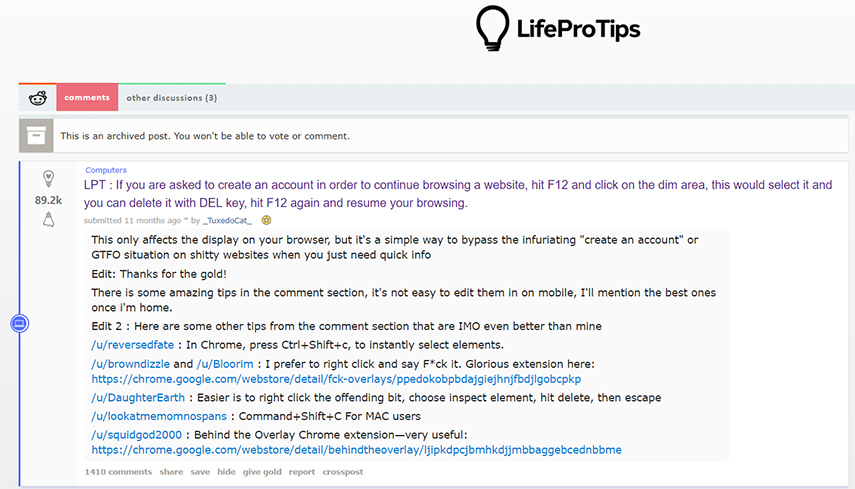 LifeProTips
comments
other discussions (3)
This is an archived post. You won't be able to vote or comment.
Computers
LPT : If you are asked to create an account in order to continue browsing a website, hit F12 and click on the dim area, this would select it and
you can delete it with DEL key, hit F12 again and resume your browsing.
89.2k
submitted 11 months ago * by _TuxedoCat_
This only affects the display on your browser, but it's a simple way to bypass the infuriating "create an account" or
GTFO situation on shitty websites when you just need quick info
Edit: Thanks for the gold!
There is some amazing tips in the comment section, it's not easy to edit them in on mobile, I'll mention the best ones
once i'm home.
Edit 2 : Here are some other tips from the comment section that are IMO even better than mine
/u/reversedfate : In Chrome, press Ctrl+Shift+c, to instantly select elements.
/u/browndizzle and /u/Bloorim : I prefer to right click and say F*ck it. Glorious extension here:
https://chrome.google.com/webstore/detail/fck-overlays/ppedokobpbdajgiejhnjfbdjlgobcpkp
/u/DaughterEarth : Easier is to right click the offending bit, choose inspect element, hit delete, then escape
/u/lookatmemomnospans : Command+Shift+C For MAC users
/u/squidgod2000 : Behind the Overlay Chrome extension—very useful:
https://chrome.google.com/webstore/detail/behindtheoverlay/ljipkdpcjbmhkdjjmbbaggebcednbbme
1410 comments share save hide give gold report crosspost